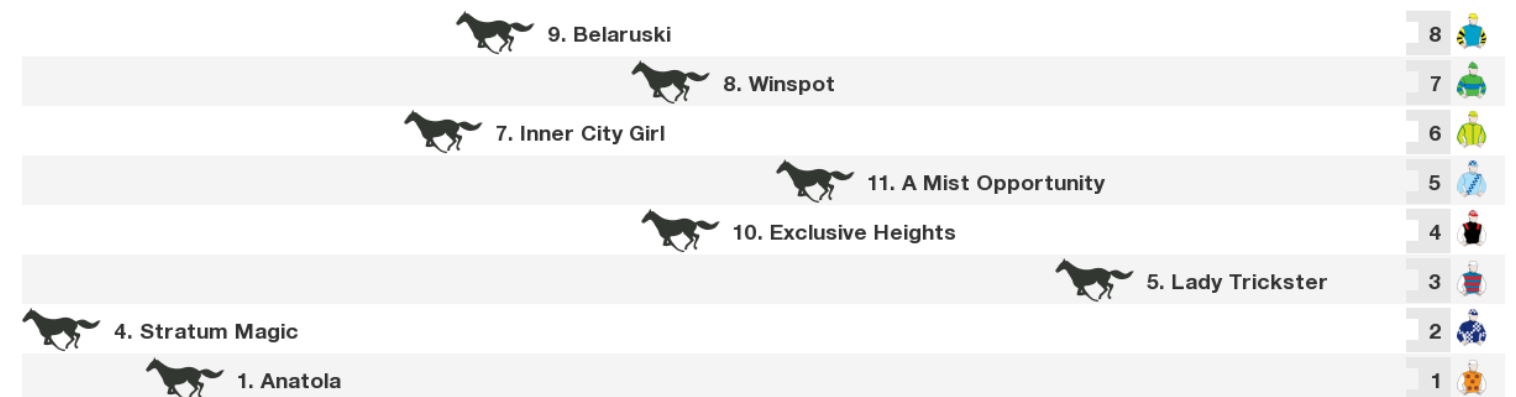 9. Belaruski 8
8. Winspot 7
7. Inner City Girl 6
11. A Mist Opportunity 5
10. Exclusive Heights 4
5. Lady Trickster 3
4. Stratum Magic 2
1. Anatola 1